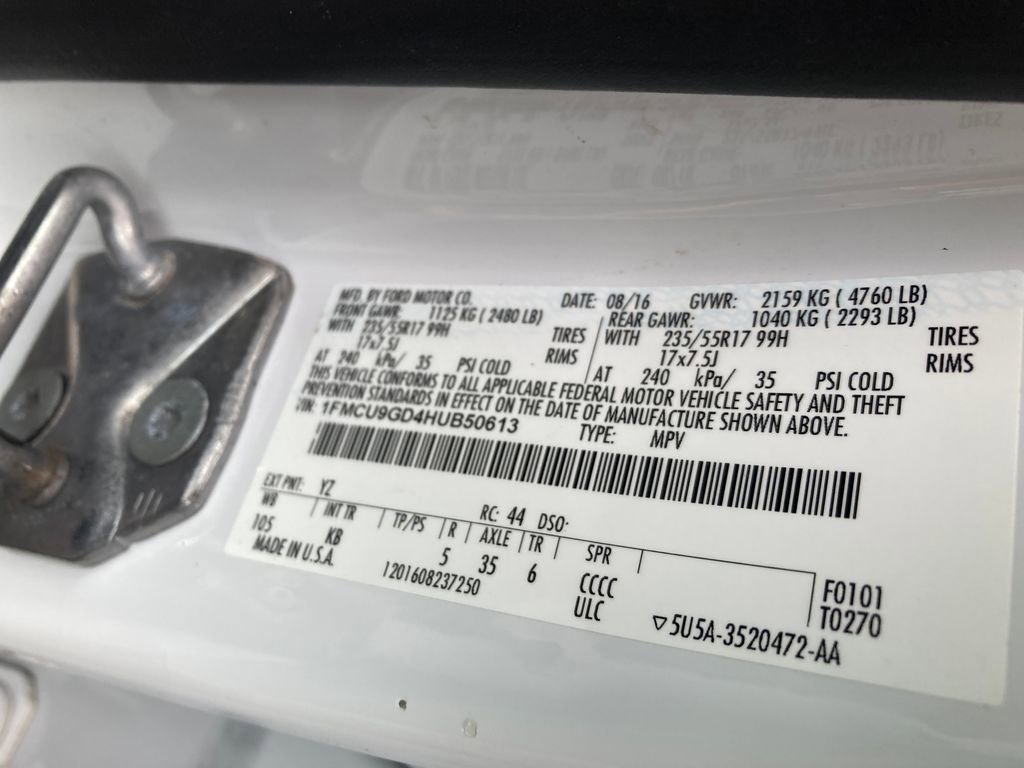 MFD. BY FORD MOTOR CO. DATE: 08/16 GVWR: 2159 KG ( 4760 LB)
FRONT GAWR: 1125 KG ( 2480 LB) REAR GAWR: 1040 KG ( 2293 LB)
WITH 235/55R17 99H TIRES WITH 235/55R17 99H TIRES
17x7.5J RIMS 17x7.5J RIMS
AT 240 kPa/ 35 PSI COLD AT 240 kPa/ 35 PSI COLD
THIS VEHICLE CONFORMS TO ALL APPLICABLE FEDERAL MOTOR VEHICLE SAFETY AND THEFT
PREVENTION STANDARDS IN EFFECT ON THE DATE OF MANUFACTURE SHOWN ABOVE.
VIN: 1FMCU9GD4HUB50613 TYPE: MPV
EXT PNT: YZ RC: 44 DSO:
WB INT TR TP/PS R AXLE TR SPR
105 KB 5 35 6 CCCC F0101
MADE IN U.S.A. 1201608237250 ULC T0270
▽5U5A-3520472-AA